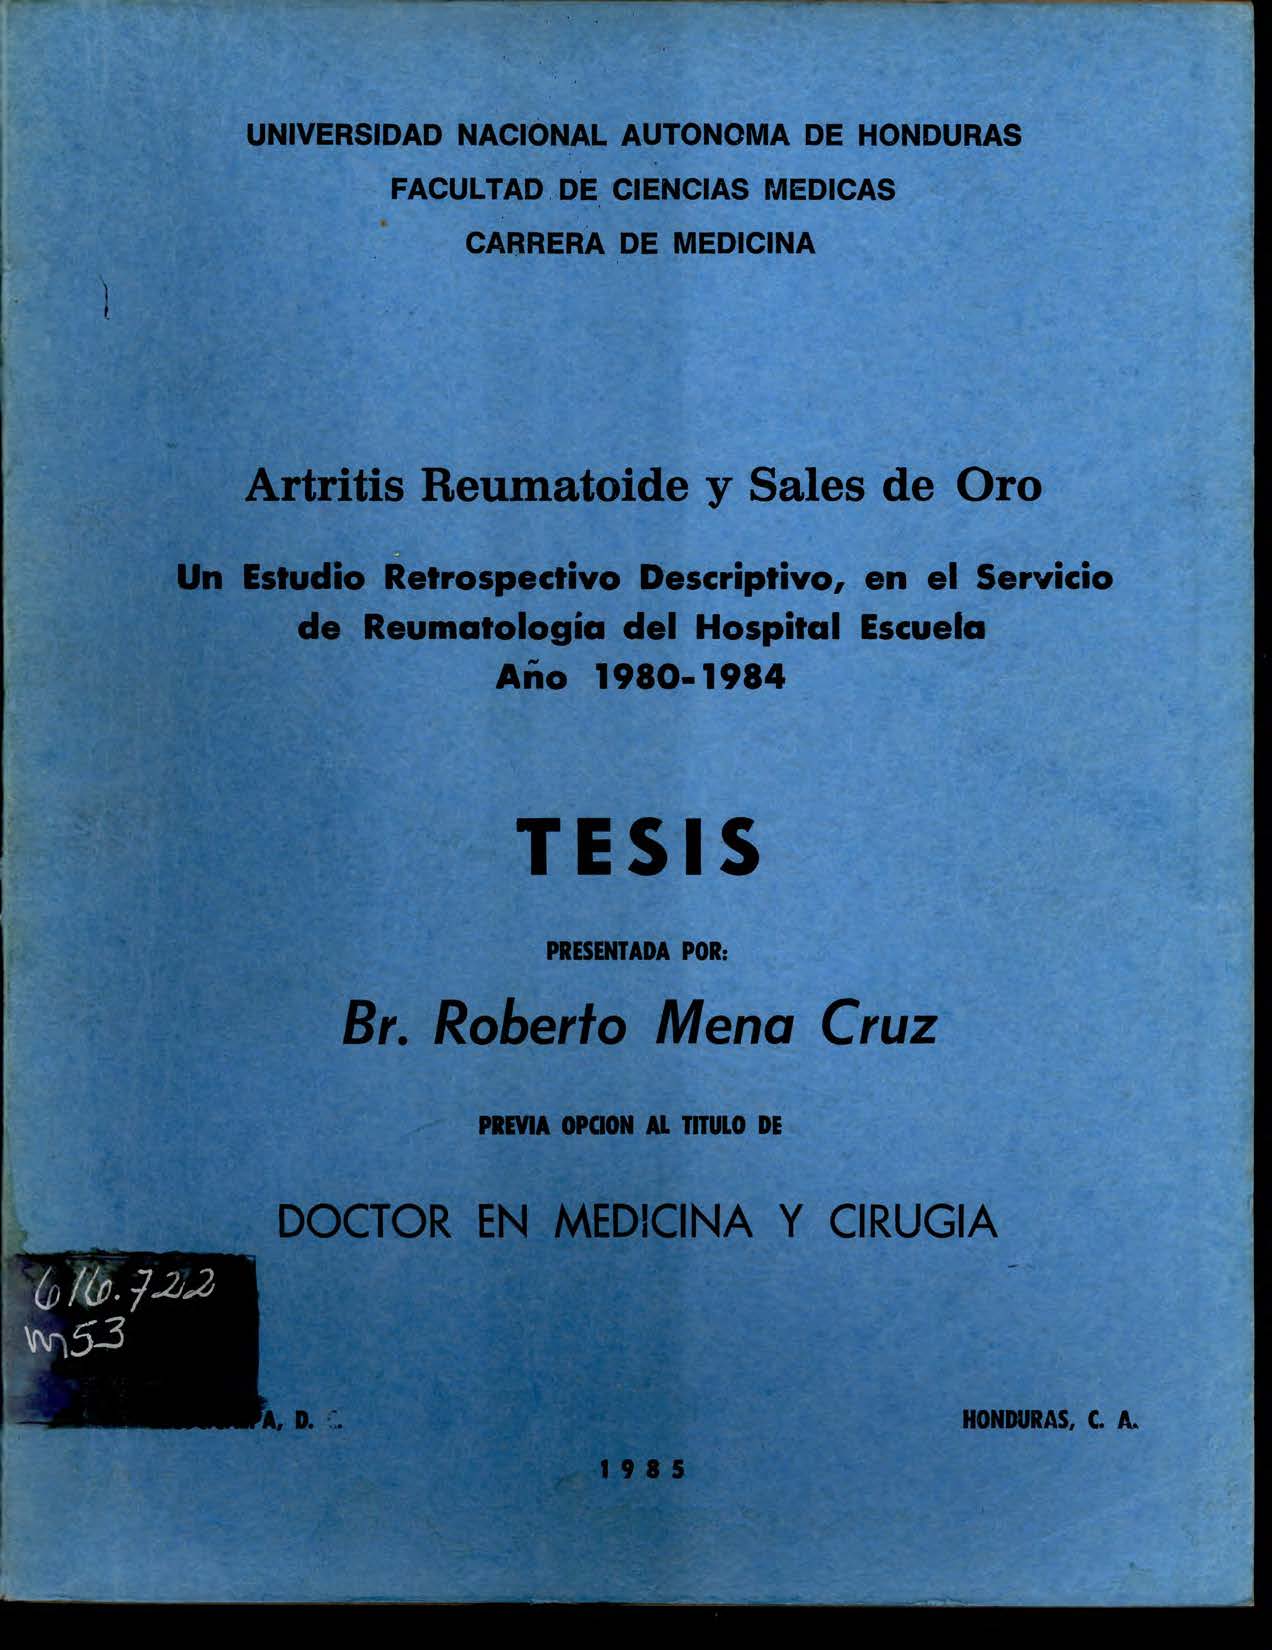 UNIVERSIDAD NACIONAL AUTONOMA DE HONDURAS
FACULTAD DE CIENCIAS MEDICAS
CARRERA DE MEDICINA
Artritis Reumatoide y Sales de Oro
Un Estudio Retrospectivo Descriptivo, en el Servicio
de Reumatología del Hospital Escuela
Año 1980-1984
TESIS
PRESENTADA POR:
Br. Roberto Mena Cruz
PREVIA OPCION AL TITULO DE
DOCTOR EN MEDICINA Y CIRUGIA
616.722
M53
D.
HONDURAS, C. A.
1985